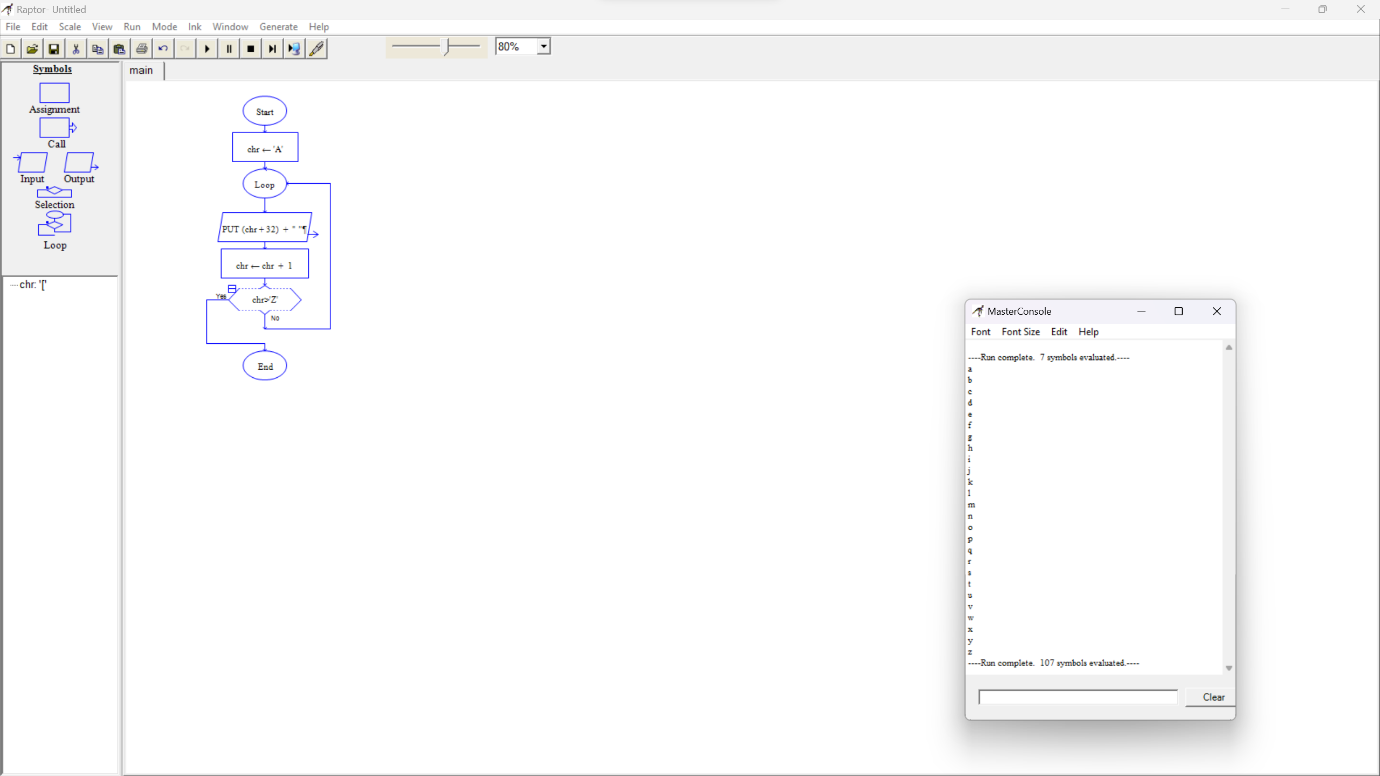 Raptor - Untitled
File Edit Scale View Run Mode Ink Window Generate Help
80%
Symbols
Assignment
Call
Input Output
Selection
Loop
chr: '['
main
Start
chr ← 'A'
Loop
PUT (chr+32) + " "¶
chr ← chr + 1
chr>'Z'
Yes
No
End
MasterConsole
Font Font Size Edit Help
----Run complete. 7 symbols evaluated.----
a
b
c
d
e
f
g
h
i
j
k
l
m
n
o
p
q
r
s
t
u
v
w
x
y
z
----Run complete. 107 symbols evaluated.----
Clear